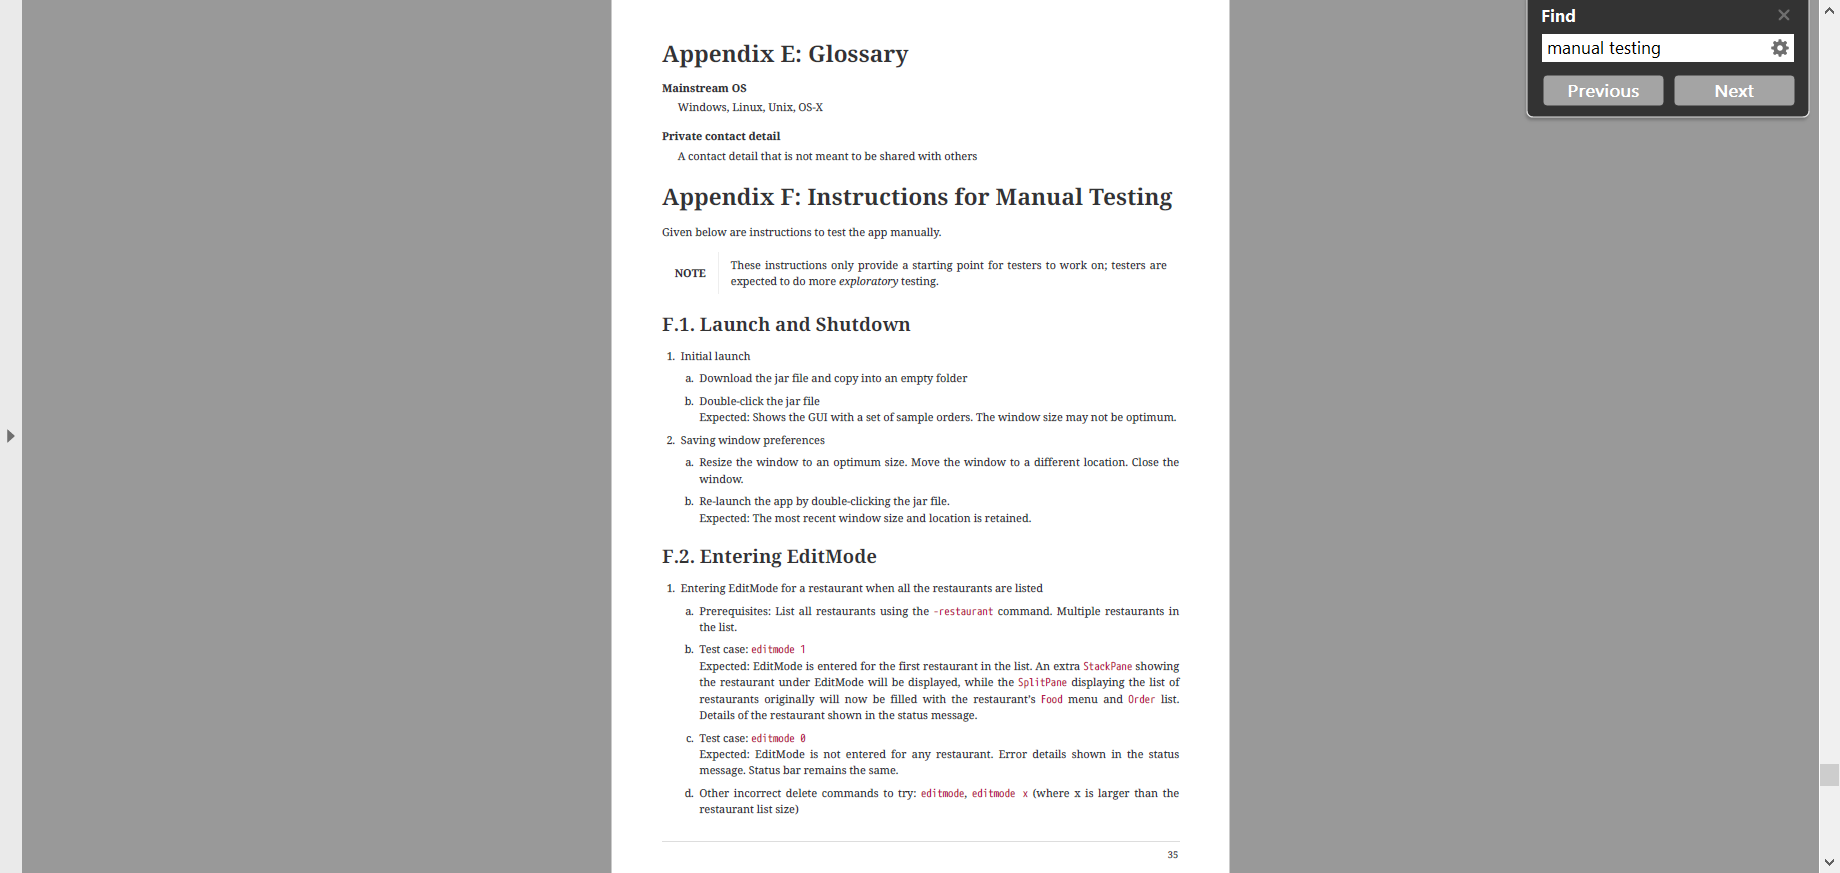 Appendix E: Glossary
Mainstream OS
Windows, Linux, Unix, OS-X
Private contact detail
A contact detail that is not meant to be shared with others
Appendix F: Instructions for Manual Testing
Given below are instructions to test the app manually.
NOTE
These instructions only provide a starting point for testers to work on; testers are
expected to do more exploratory testing.
F.1. Launch and Shutdown
1. Initial launch
a. Download the jar file and copy into an empty folder
b. Double-click the jar file
Expected: Shows the GUI with a set of sample orders. The window size may not be optimum.
2. Saving window preferences
a. Resize the window to an optimum size. Move the window to a different location. Close the
window.
b. Re-launch the app by double-clicking the jar file.
Expected: The most recent window size and location is retained.
F.2. Entering EditMode
1. Entering EditMode for a restaurant when all the restaurants are listed
a. Prerequisites: List all restaurants using the -restaurant command. Multiple restaurants in
the list.
b. Test case: editmode 1
Expected: EditMode is entered for the first restaurant in the list. An extra StackPane showing
the restaurant under EditMode will be displayed, while the SplitPane displaying the list of
restaurants originally will now be filled with the restaurant's Food menu and Order list.
Details of the restaurant shown in the status message.
c. Test case: editmode 0
Expected: EditMode is not entered for any restaurant. Error details shown in the status
message. Status bar remains the same.
d. Other incorrect delete commands to try: editmode, editmode x (where x is larger than the
restaurant list size)
35
Find
manual testing
Previous
Next